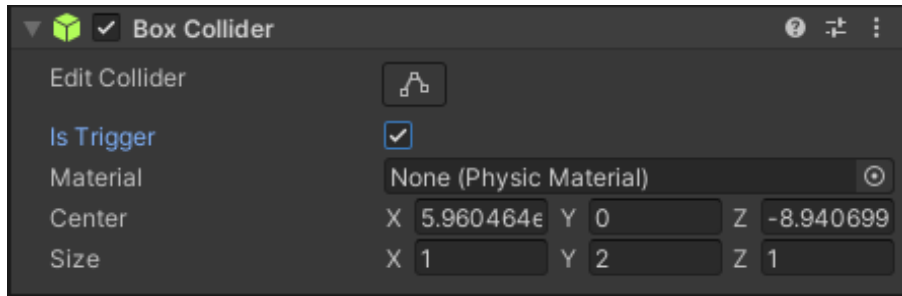 Box Collider
Edit Collider
Is Trigger
Material None (Physic Material)
Center X 5.960464e Y 0 Z -8.940699
Size X 1 Y 2 Z 1